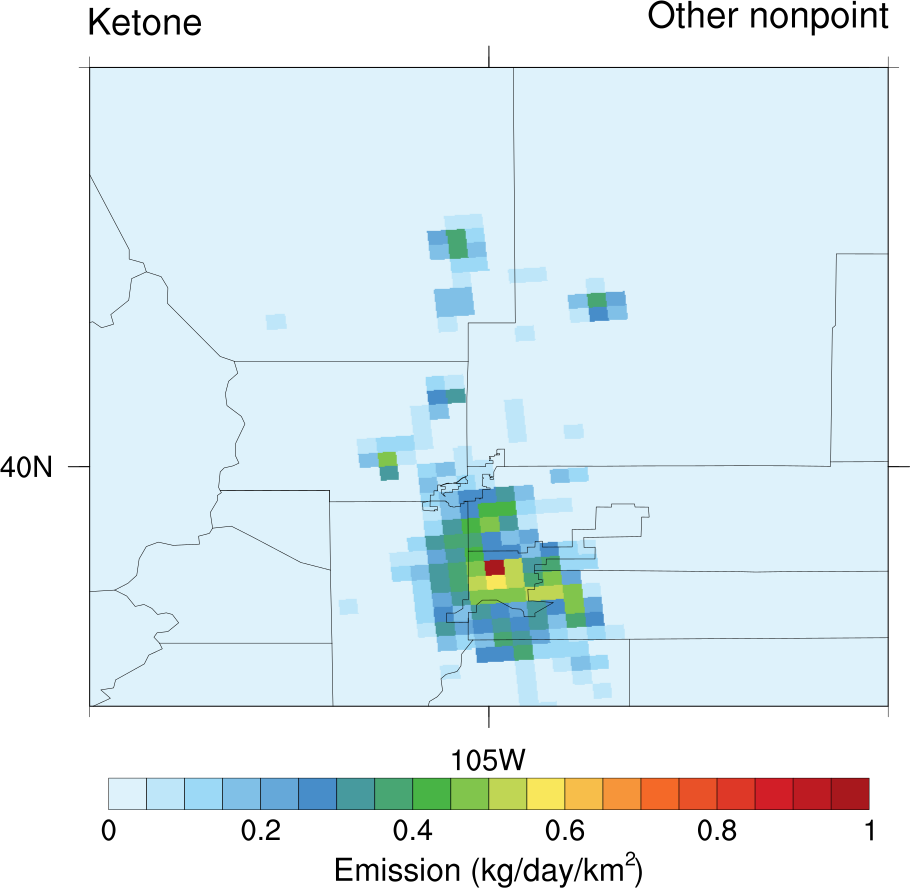 Ketone
Other nonpoint
40N
105W
0 0.2 0.4 0.6 0.8 1
Emission (kg/day/km²)